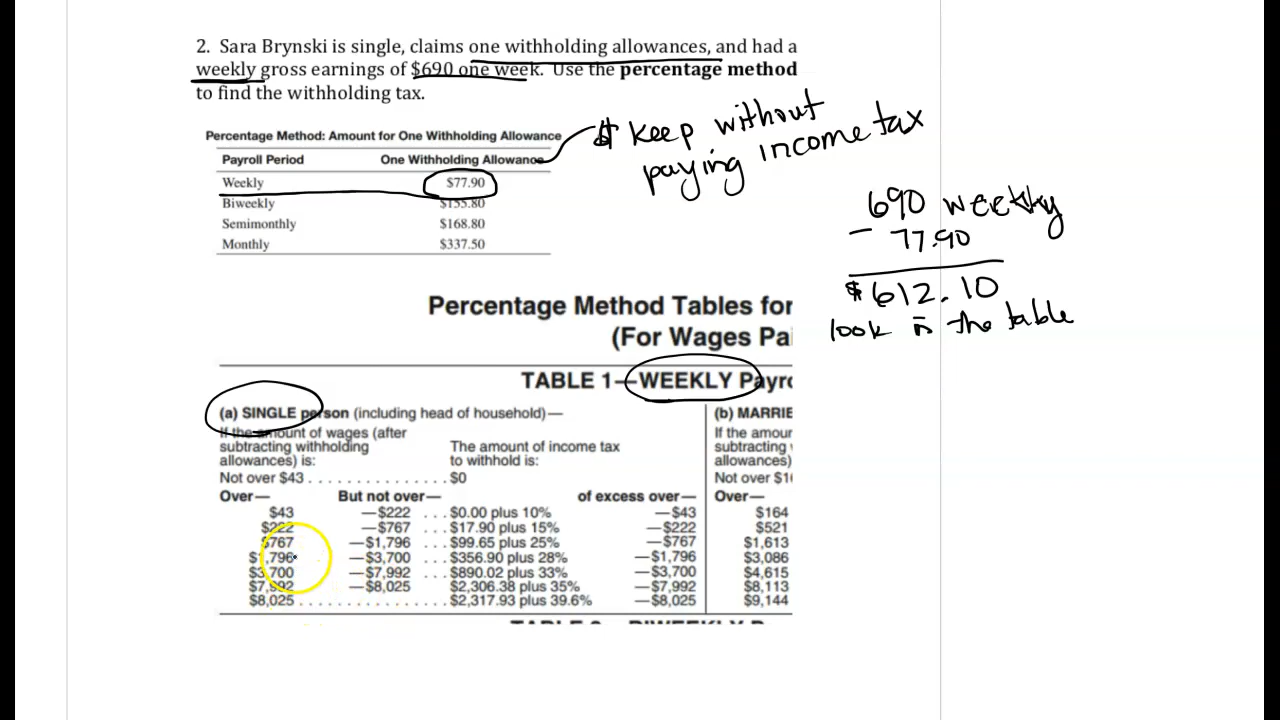 2. Sara Brynski is single, claims one withholding allowances, and had a
weekly gross earnings of $690 one week. Use the percentage method
to find the withholding tax.
Percentage Method: Amount for One Withholding Allowance
Payroll Period One Withholding Allowance
Weekly $77.90
Biweekly $155.80
Semimonthly $168.80
Monthly $337.50
$ keep without
paying income tax
690 weekly
- 77.90
$612.10
look in the table
Percentage Method Tables for
(For Wages Pai
TABLE 1—WEEKLY Payro
(a) SINGLE person (including head of household)—
If the amount of wages (after
subtracting withholding
allowances) is:
The amount of income tax
to withhold is:
Not over $43 . . . . . . . . . . . . . . . $0
Over— But not over— of excess over—
$43 —$222 . . . $0.00 plus 10% —$43
$222 —$767 . . . $17.90 plus 15% —$222
$767 —$1,796 . . . $99.65 plus 25% —$767
$1,796 —$3,700 . . . $356.90 plus 28% —$1,796
$3,700 —$7,992 . . . $890.02 plus 33% —$3,700
$7,992 —$8,025 . . . $2,306.38 plus 35% —$7,992
$8,025 . . . . . . . . . . . . . . . $2,317.93 plus 39.6% —$8,025
(b) MARRIE
If the amour
subtracting
allowances)
Not over $1
Over—
$164
$521
$1,613
$3,086
$4,615
$8,113
$9,144